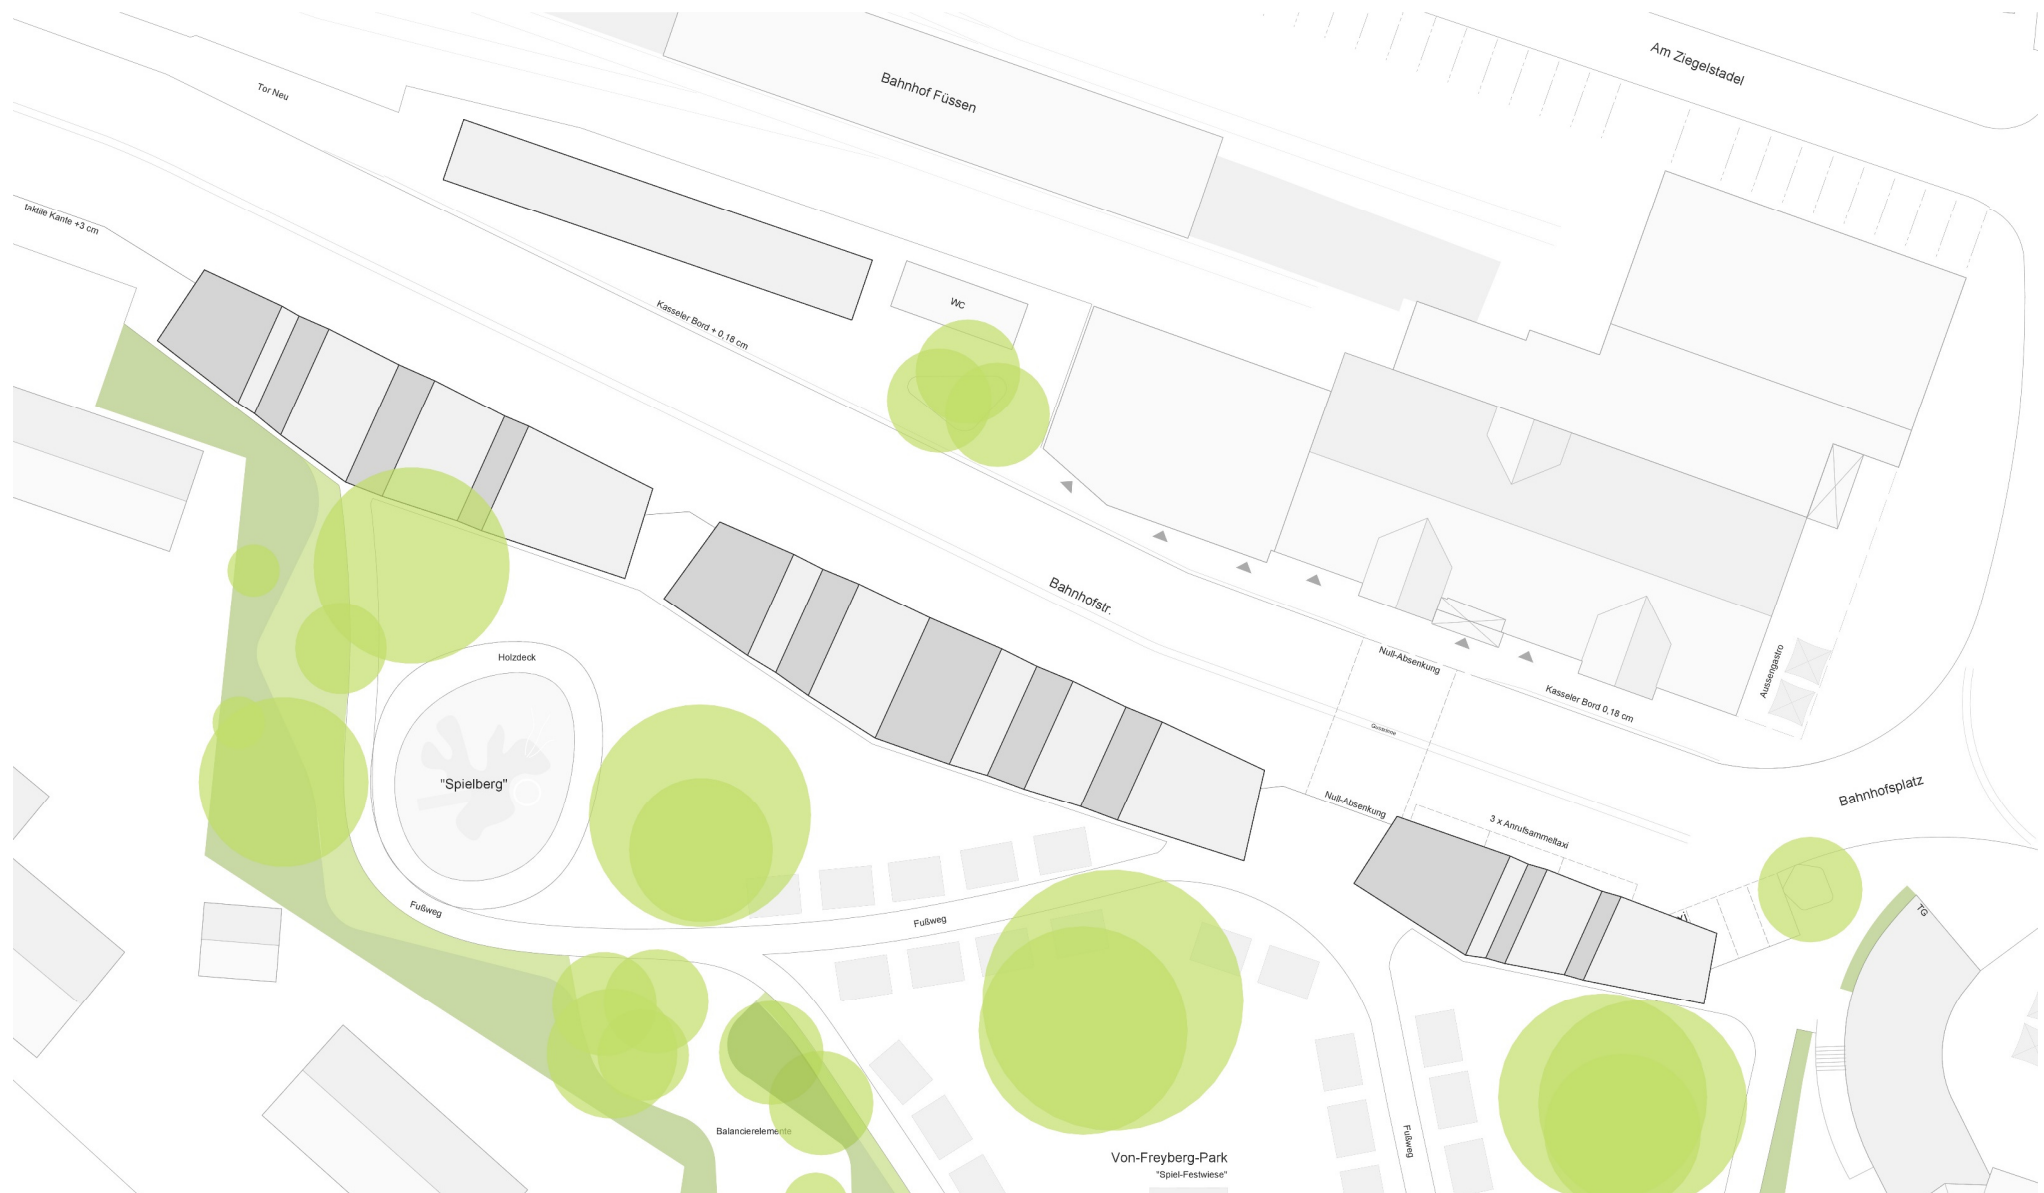 Am Ziegelstadel
Bahnhof Füssen
Tor Neu
taktile Kante +3 cm
WC
Kasseler Bord + 0,18 cm
Bahnhofstr.
Null-Absenkung
Kasseler Bord 0,18 cm
Aussengastro
Holzdeck
"Spielberg"
Null-Absenkung
3 x Anrufsammeltaxi
Bahnhofsplatz
Fußweg
Fußweg
TG
Balancierelemente
Fußweg
Von-Freyberg-Park
"Spiel-Festwiese"